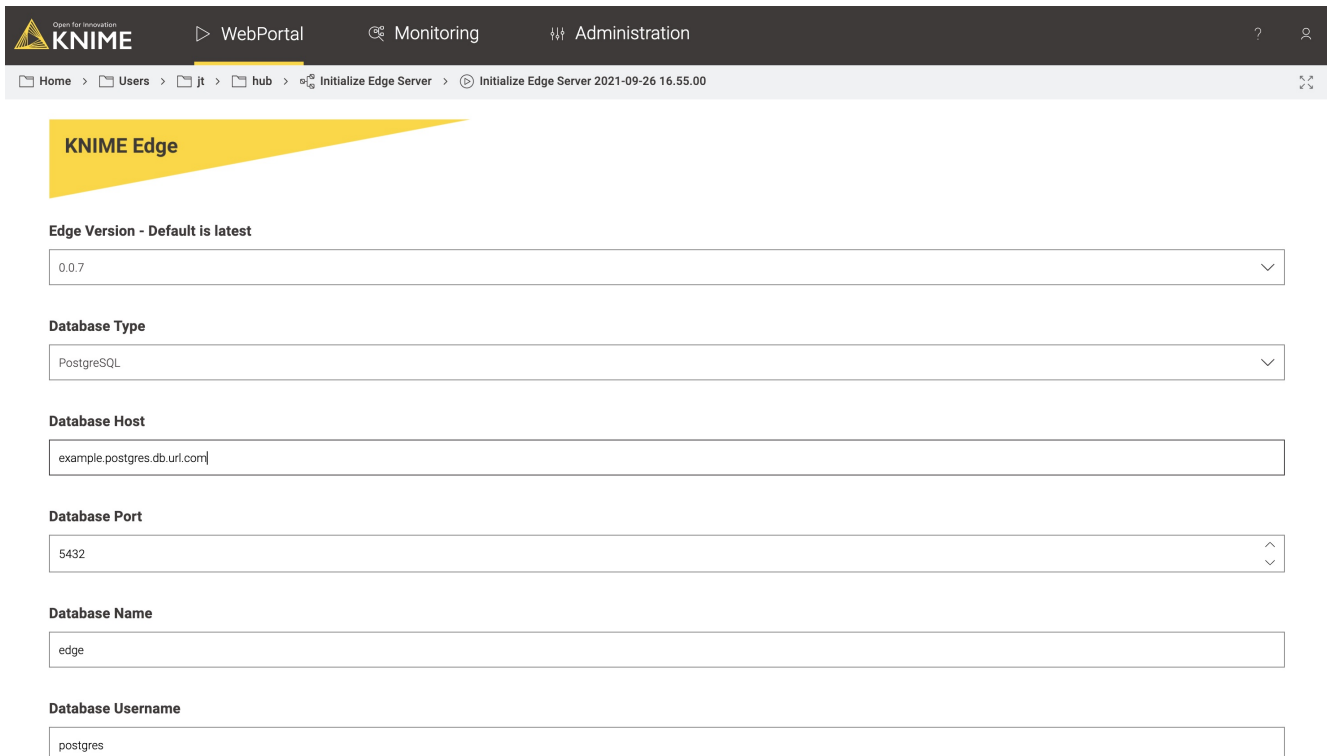 Open for Innovation
KNIME
WebPortal
Monitoring
Administration
?
Home > Users > jt > hub > Initialize Edge Server > Initialize Edge Server 2021-09-26 16.55.00
KNIME Edge
Edge Version - Default is latest
0.0.7
Database Type
PostgreSQL
Database Host
example.postgres.db.url.com
Database Port
5432
Database Name
edge
Database Username
postgres